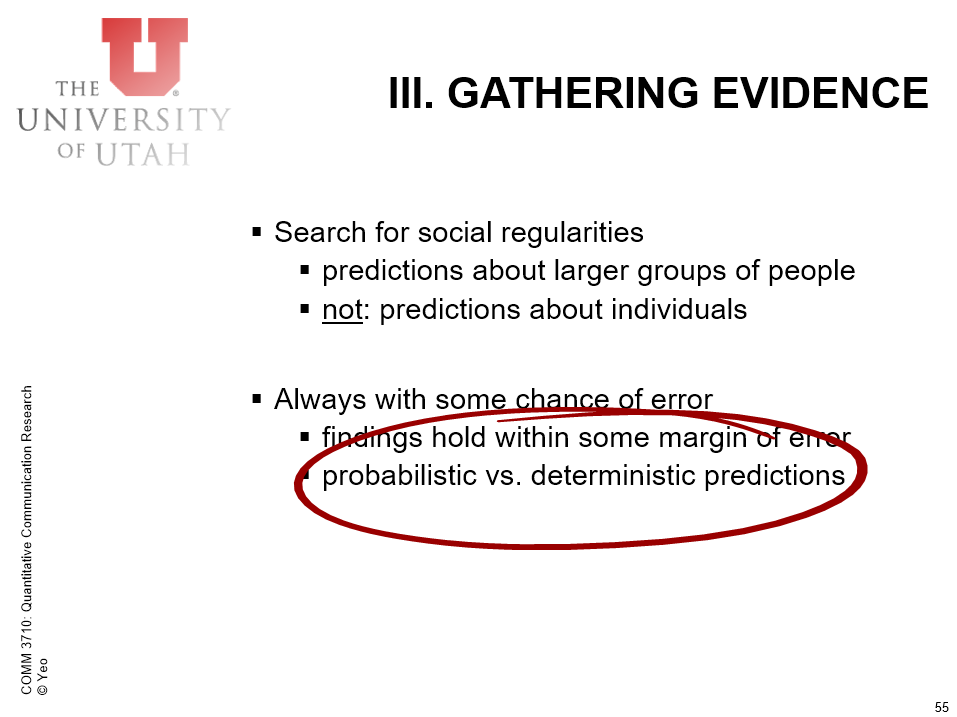 THE
UNIVERSITY
OF UTAH
III. GATHERING EVIDENCE
Search for social regularities
predictions about larger groups of people
not: predictions about individuals
Always with some chance of error
findings hold within some margin of error
probabilistic vs. deterministic predictions
COMM 3710: Quantitative Communication Research
© Yeo
55